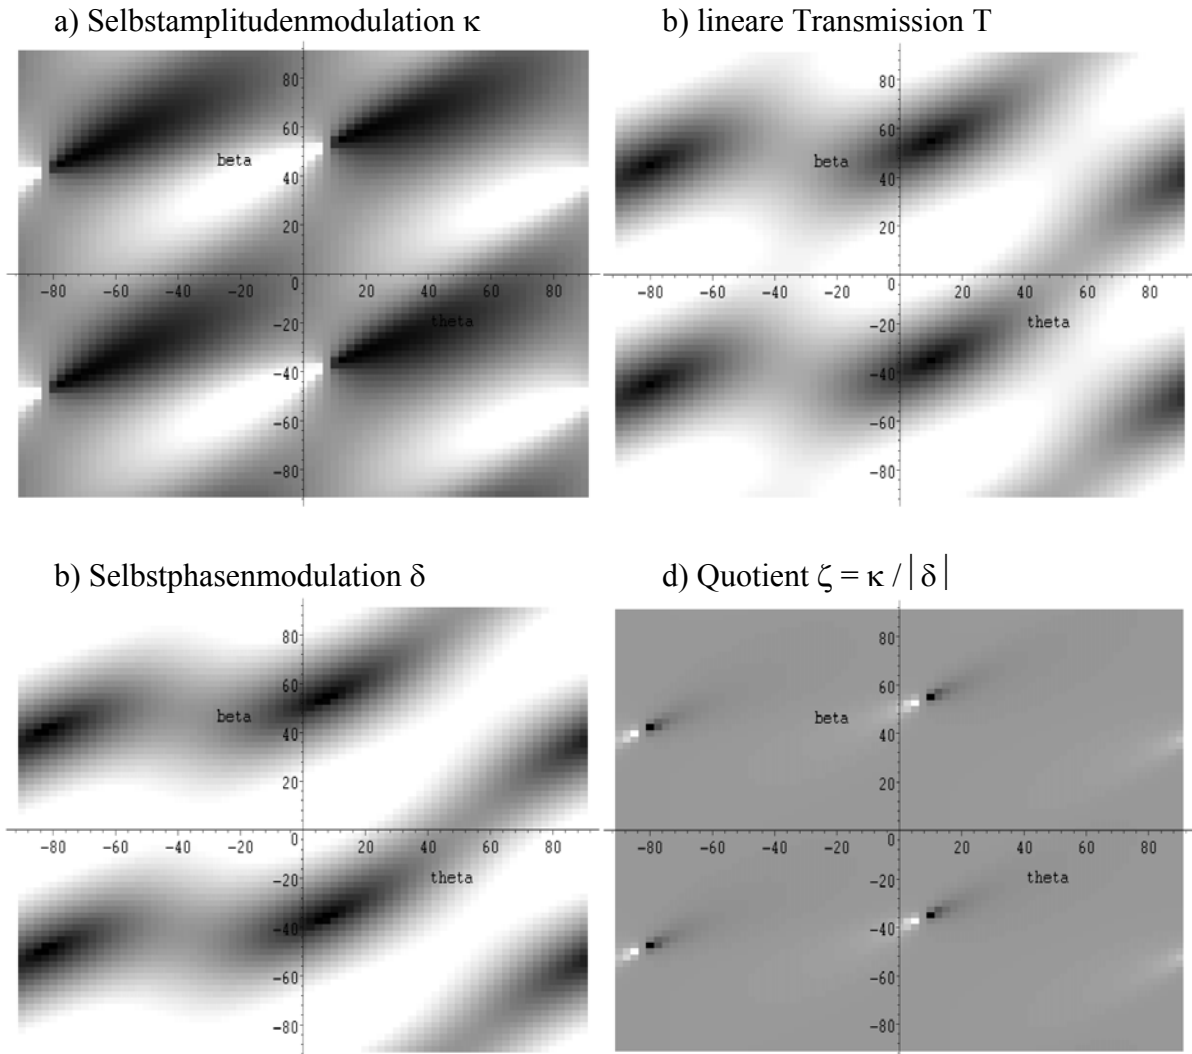 a) Selbstamplitudenmodulation κ
80
60
beta
40
20
0
-80 -60 -40 -20 20 40 60 80
-20 theta
-40
-60
-80
b) lineare Transmission T
80
60
beta
40
20
0
-80 -60 -40 -20 20 40 60 80
-20
theta
-40
-60
-80
b) Selbstphasenmodulation δ
80
60
beta
40
20
0
-80 -60 -40 -20 20 40 60 80
-20
theta
-40
-60
-80
d) Quotient ζ = κ / | δ |
80
60
beta
40
20
0
-80 -60 -40 -20 20 40 60 80
-20
theta
-40
-60
-80